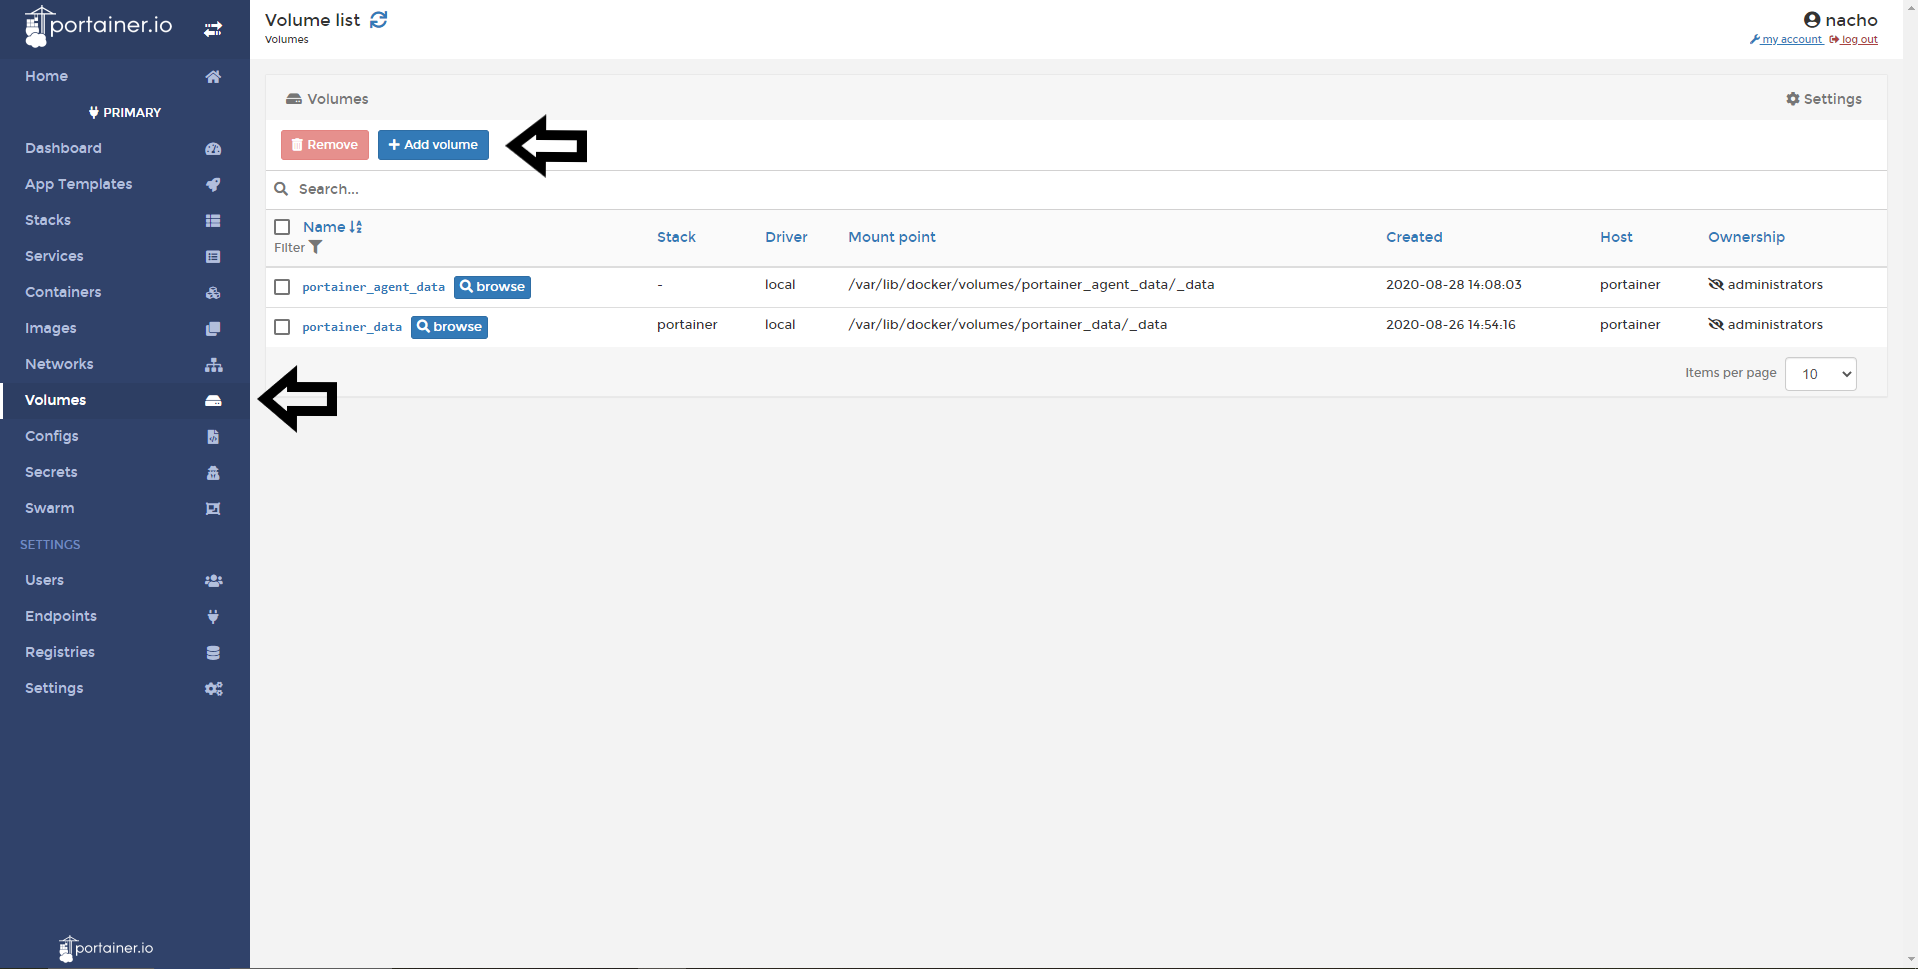 portainer.io
Home
PRIMARY
Dashboard
App Templates
Stacks
Services
Containers
Images
Networks
Volumes
Configs
Secrets
Swarm
SETTINGS
Users
Endpoints
Registries
Settings
portainer.io
Volume list
Volumes
nacho
my account log out
Volumes Settings
Remove Add volume
Search...
Name Stack Driver Mount point Created Host Ownership
Filter
portainer_agent_data browse - local /var/lib/docker/volumes/portainer_agent_data/_data 2020-08-28 14:08:03 portainer administrators
portainer_data browse portainer local /var/lib/docker/volumes/portainer_data/_data 2020-08-26 14:54:16 portainer administrators
Items per page 10